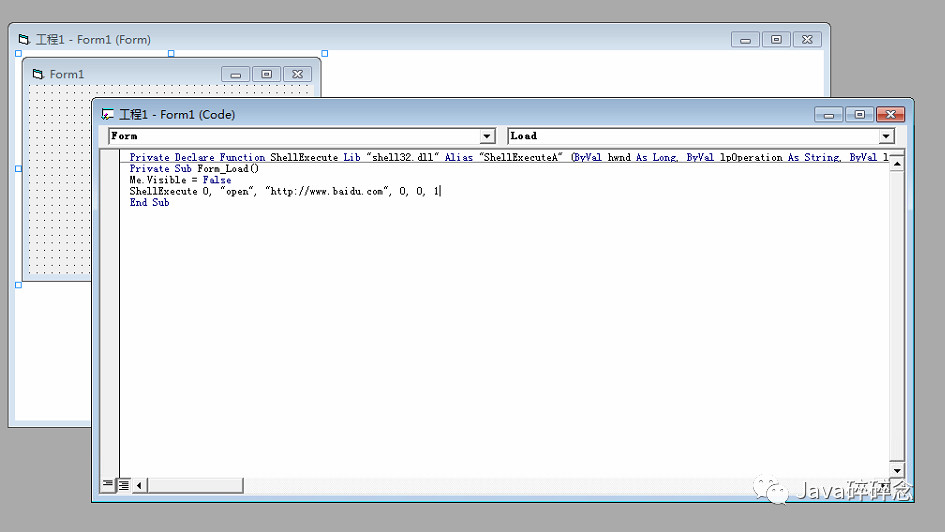 工程1 - Form1 (Form)
Form1
工程1 - Form1 (Code)
Form
Load
Private Declare Function ShellExecute Lib "shell32.dll" Alias "ShellExecuteA" (ByVal hwnd As Long, ByVal lpOperation As String, ByVal l
Private Sub Form_Load()
Me.Visible = False
ShellExecute 0, "open", "http://www.baidu.com", 0, 0, 1
End Sub
Java碎碎念